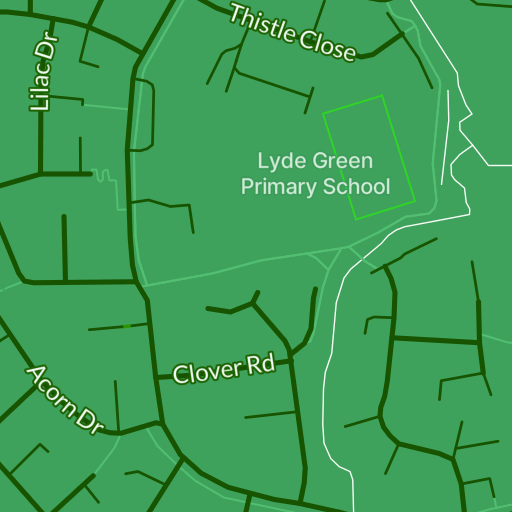 Thistle Close
Lilac Dr
Lyde Green
Primary School
Clover Rd
Acorn Dr